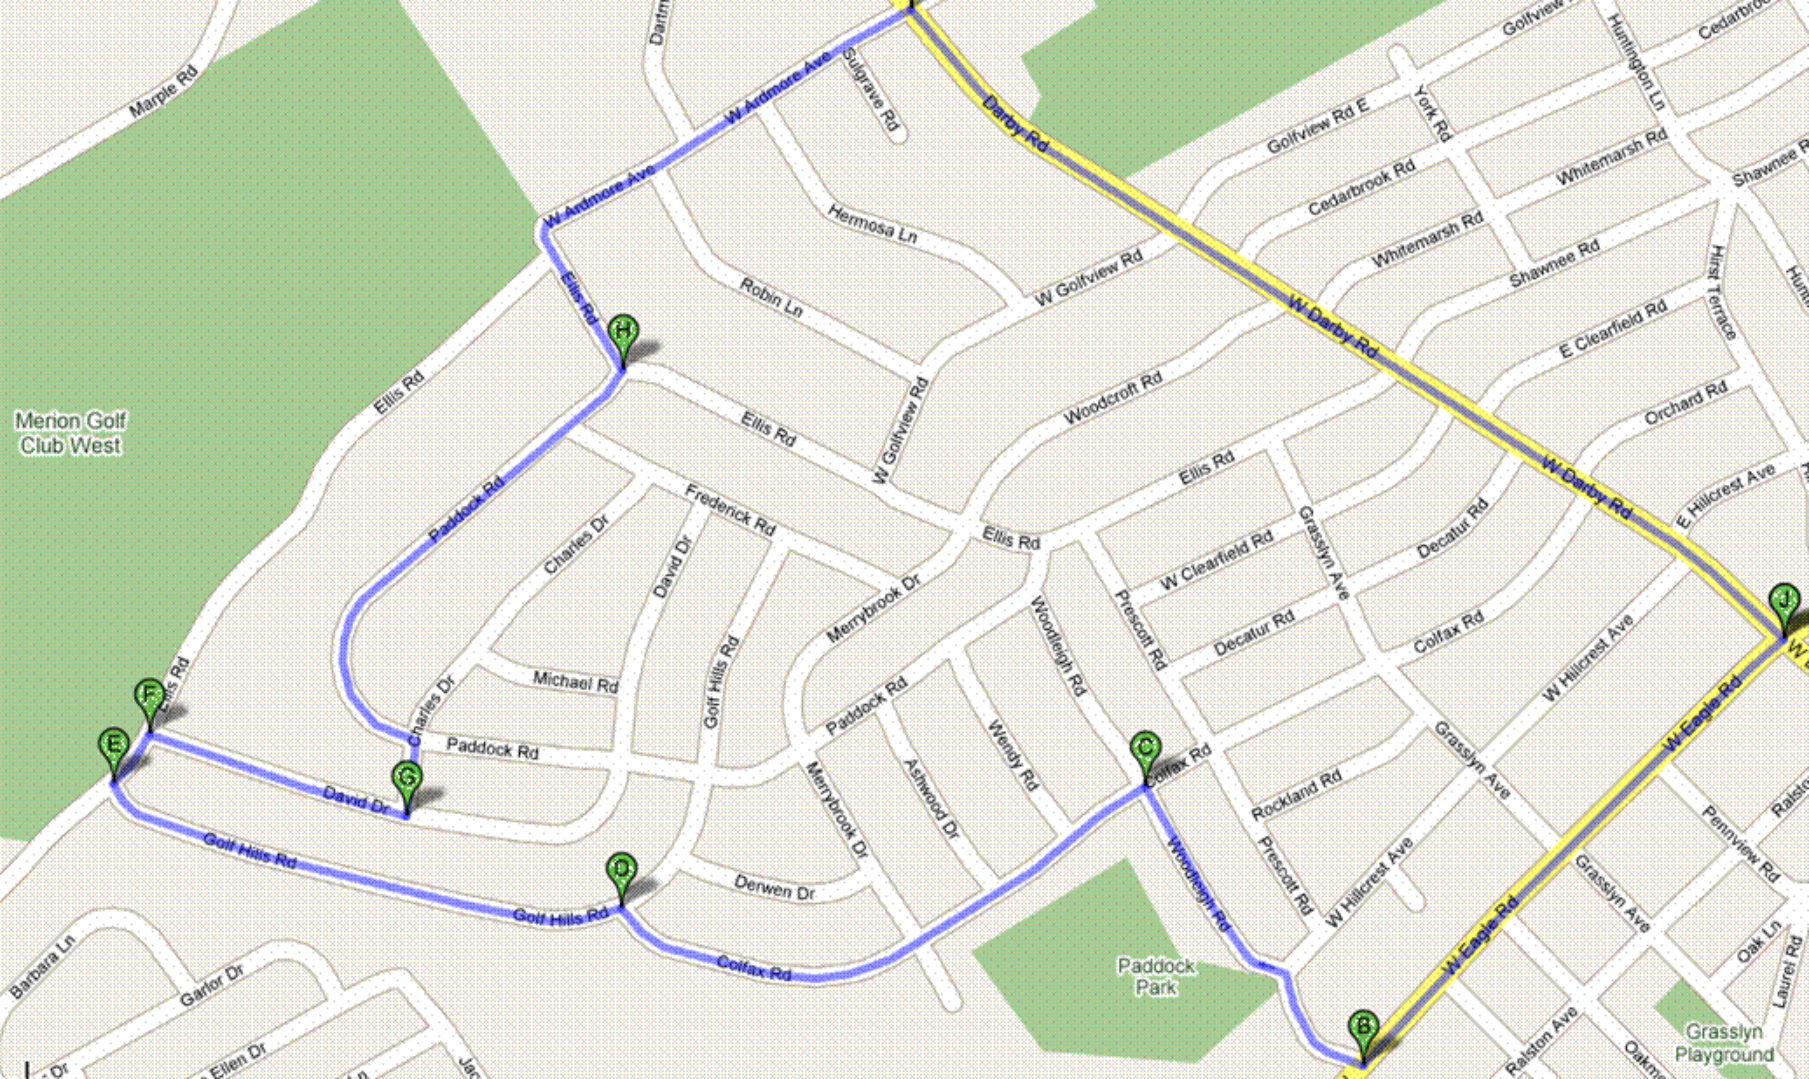 Marple Rd
Dartm
Sulgrave Rd
W Ardmore Ave
W Ardmore Ave
Darby Rd
Golfview
Huntington Ln
Cedarbroo
York Rd
Golfview Rd E
Cedarbrook Rd
Whitemarsh Rd
Whitemarsh Rd
Shawnee R
Shawnee Rd
Hermosa Ln
W Golfview Rd
Robin Ln
Ellis Rd
H
Hirst Terrace
Hunt
W Darby Rd
E Clearfield Rd
Orchard Rd
Ellis Rd
Merion Golf
Club West
Woodcroft Rd
Ellis Rd
W Golfview Rd
Ellis Rd
W Darby Rd
E Hillcrest Ave
Paddock Rd
Frederick Rd
Charles Dr
David Dr
Ellis Rd
Grasslyn Ave
Decatur Rd
W Clearfield Rd
Merrybrook Dr
Woodleigh Rd
Prescott Rd
Decatur Rd
Colfax Rd
W Hillcrest Ave
J
W E
Ellis Rd
F
E
Charles Dr
Michael Rd
Golf Hills Rd
Paddock Rd
Paddock Rd
Wendy Rd
C
Colfax Rd
W Eagle Rd
Grasslyn Ave
G
David Dr
Merrybrook Dr
Ashwood Dr
Rockland Rd
Pennview Rd
Ralsto
Golf Hills Rd
Golf Hills Rd
D
Derwen Dr
Woodleigh Rd
Prescott Rd
W Hillcrest Ave
Grasslyn Ave
W Eagle Rd
Colfax Rd
Paddock
Park
Oak Ln
Laurel Rd
Barbara Ln
Garlor Dr
B
Grasslyn
Playground
Ralston Ave
Oakm
Dr
Ellen Dr
Ln
Jac